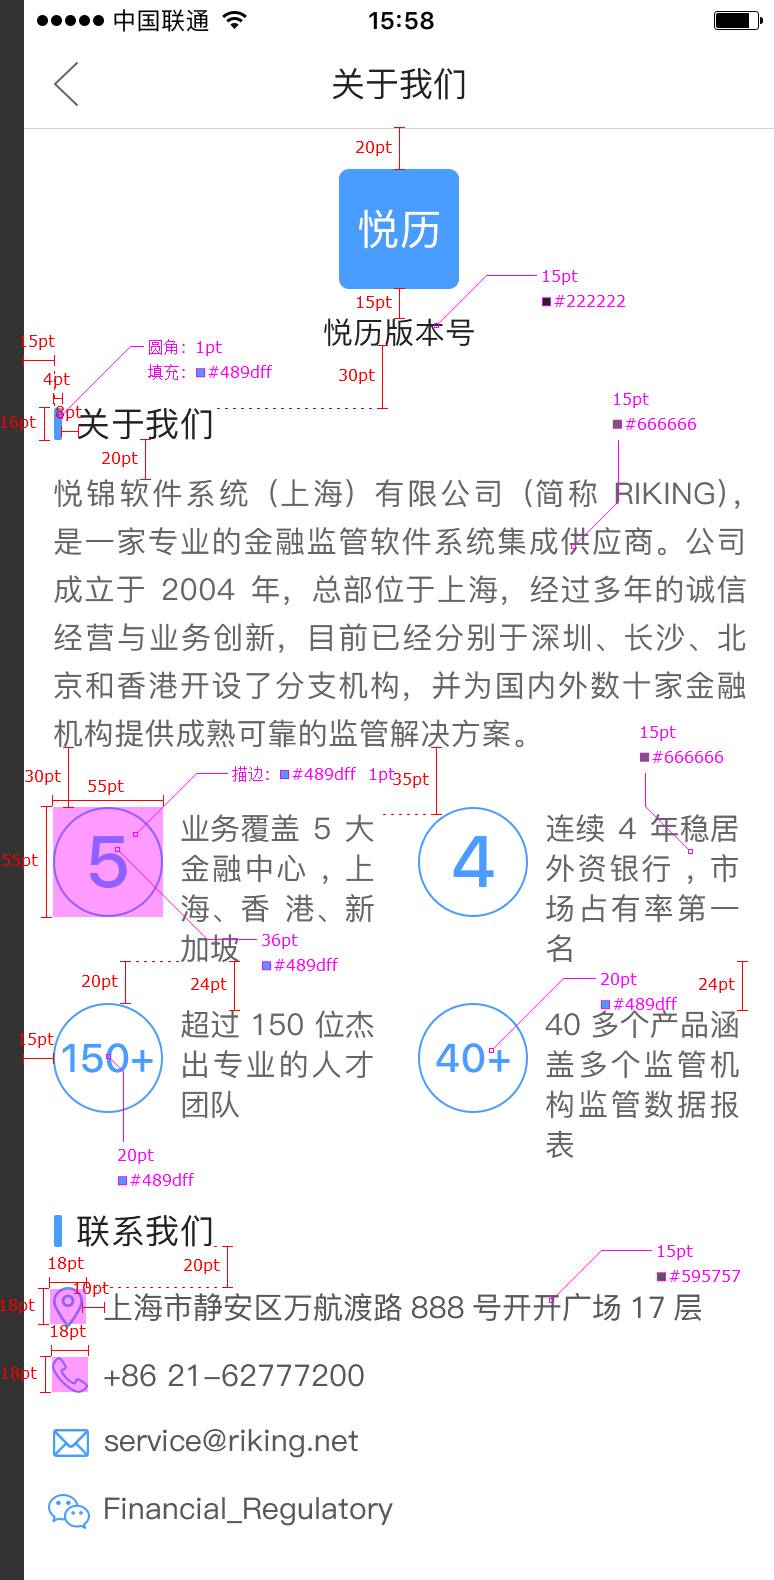 中国联通 15:58
关于我们
20pt
悦历
15pt
#222222
15pt
悦历版本号
15pt
圆角：1pt
填充：#489dff
30pt
4pt
8pt
16pt
关于我们
15pt
#666666
20pt
悦锦软件系统（上海）有限公司（简称 RIKING），
是一家专业的金融监管软件系统集成供应商。公司
成立于 2004 年，总部位于上海，经过多年的诚信
经营与业务创新，目前已经分别于深圳、长沙、北
京和香港开设了分支机构，并为国内外数十家金融
机构提供成熟可靠的监管解决方案。
15pt
#666666
30pt
55pt
描边：#489dff 1pt
35pt
55pt
5
业务覆盖 5 大
金融中心，上
海、香 港、新
加坡
4
连续 4 年稳居
外资银行，市
场占有率第一
名
36pt
#489dff
20pt
24pt
20pt
#489dff
24pt
15pt
150+
超过 150 位杰
出专业的人才
团队
40+
40 多个产品涵
盖多个监管机
构监管数据报
表
20pt
#489dff
联系我们
20pt
15pt
#595757
18pt
10pt
18pt
上海市静安区万航渡路 888 号开开广场 17 层
18pt
18pt
+86 21-62777200
service@riking.net
Financial_Regulatory